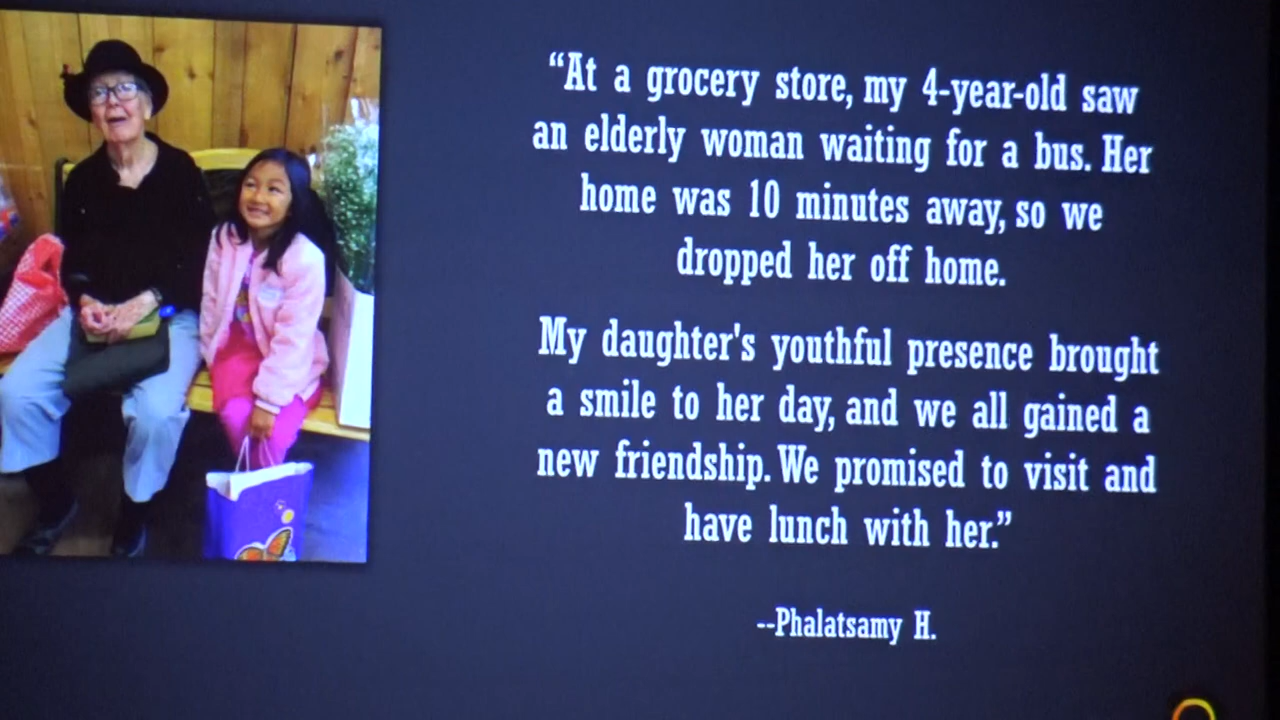 “At a grocery store, my 4-year-old saw
an elderly woman waiting for a bus. Her
home was 10 minutes away, so we
dropped her off home.
My daughter's youthful presence brought
a smile to her day, and we all gained a
new friendship. We promised to visit and
have lunch with her.”
--Phalatsamy H.